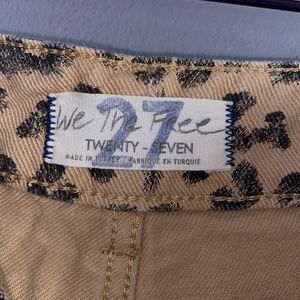 27
We The Free
TWENTY - SEVEN
MADE IN TURKEY / FABRIQUÉ EN TURQUIE